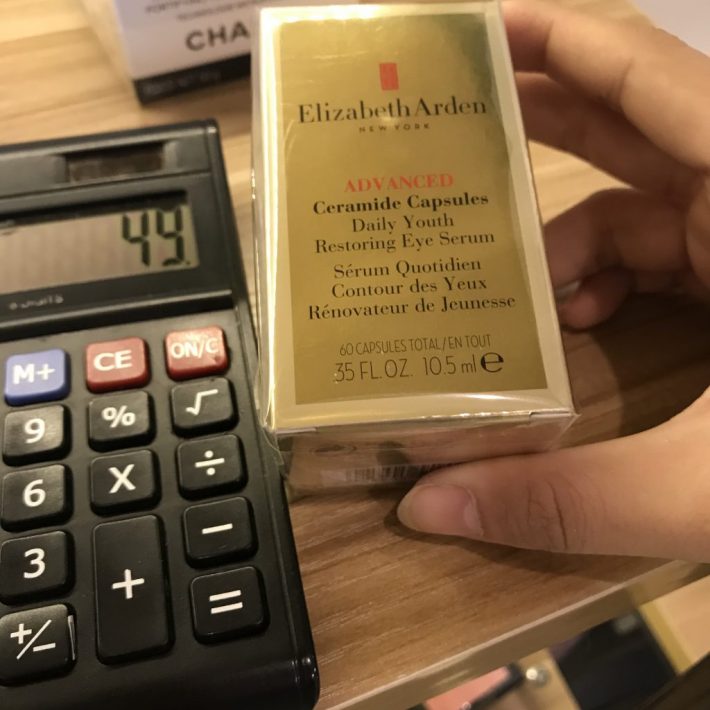 CHA
49.
M+
CE
ON/C
9
%
√
6
X
÷
3
+
−
+/−
=
Elizabeth Arden
NEW YORK
ADVANCED
Ceramide Capsules
Daily Youth
Restoring Eye Serum
Sérum Quotidien
Contour des Yeux
Rénovateur de Jeunesse
60 CAPSULES TOTAL/EN TOUT
35 FL.OZ. 10.5 ml e